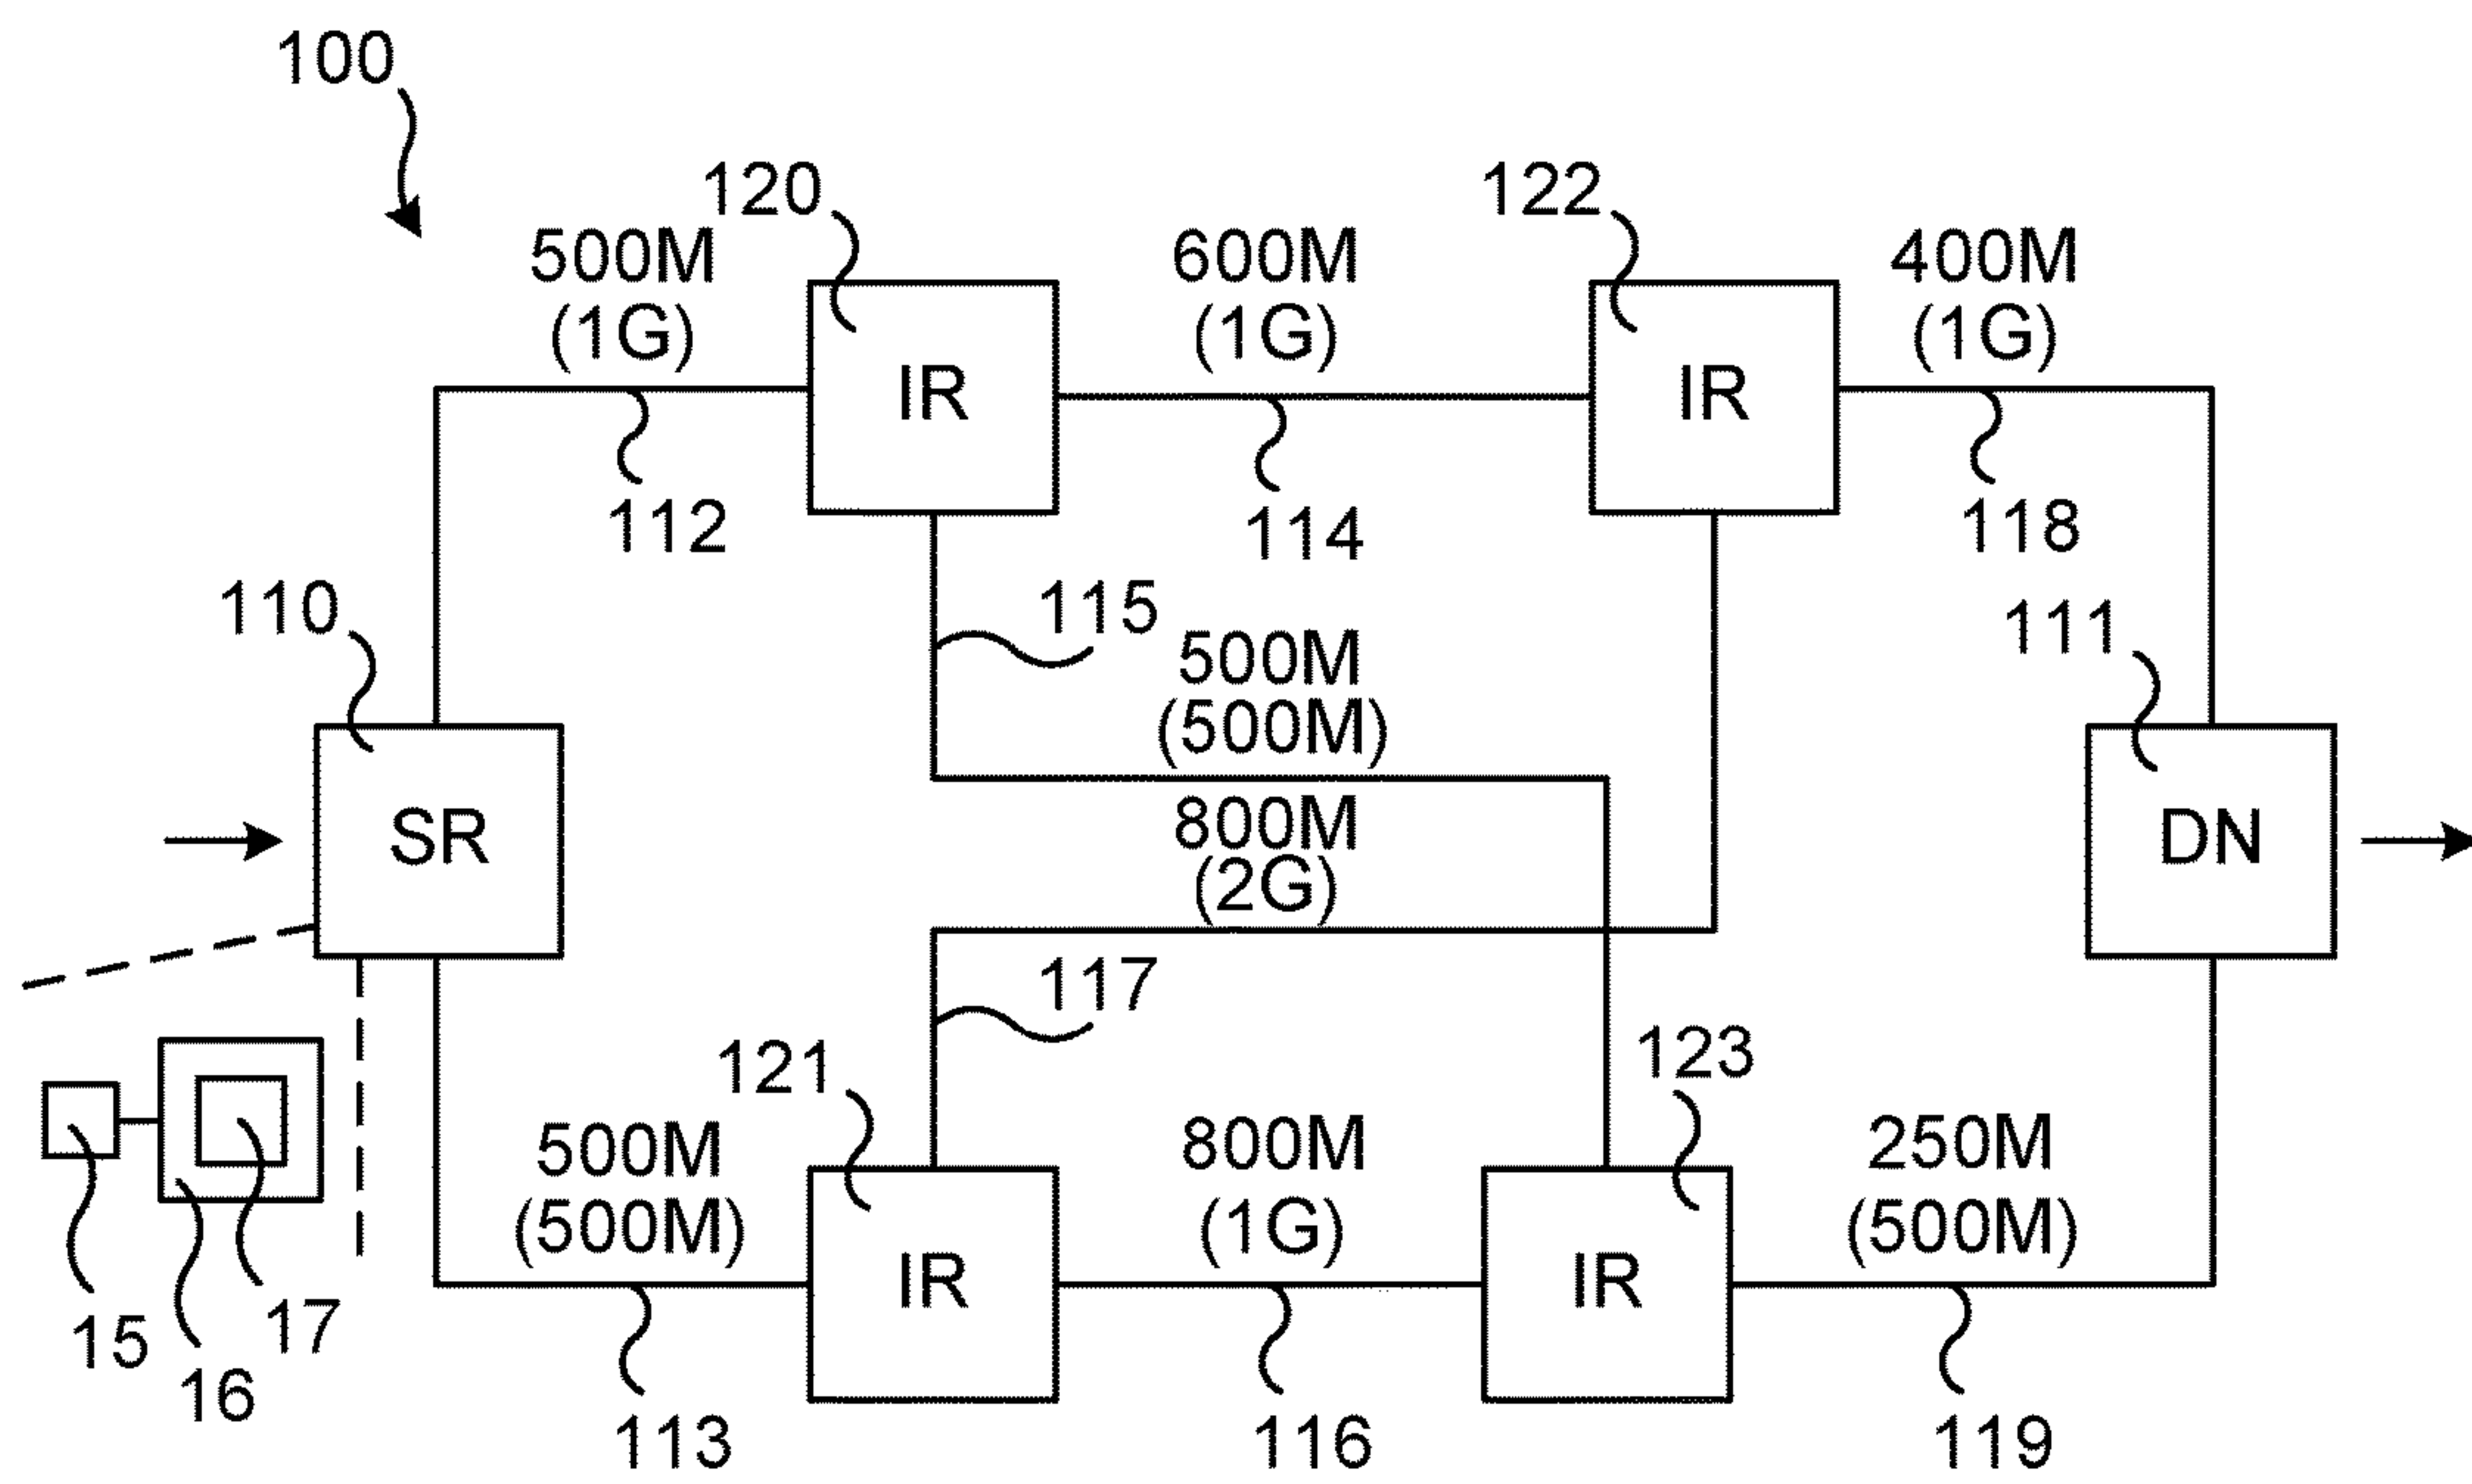 100
120
122
500M
(1G)
600M
(1G)
400M
(1G)
IR
IR
112
114
118
110
115
111
500M
(500M)
SR
800M
(2G)
DN
117
121
123
500M
(500M)
800M
(1G)
250M
(500M)
IR
IR
15
16
17
113
116
119